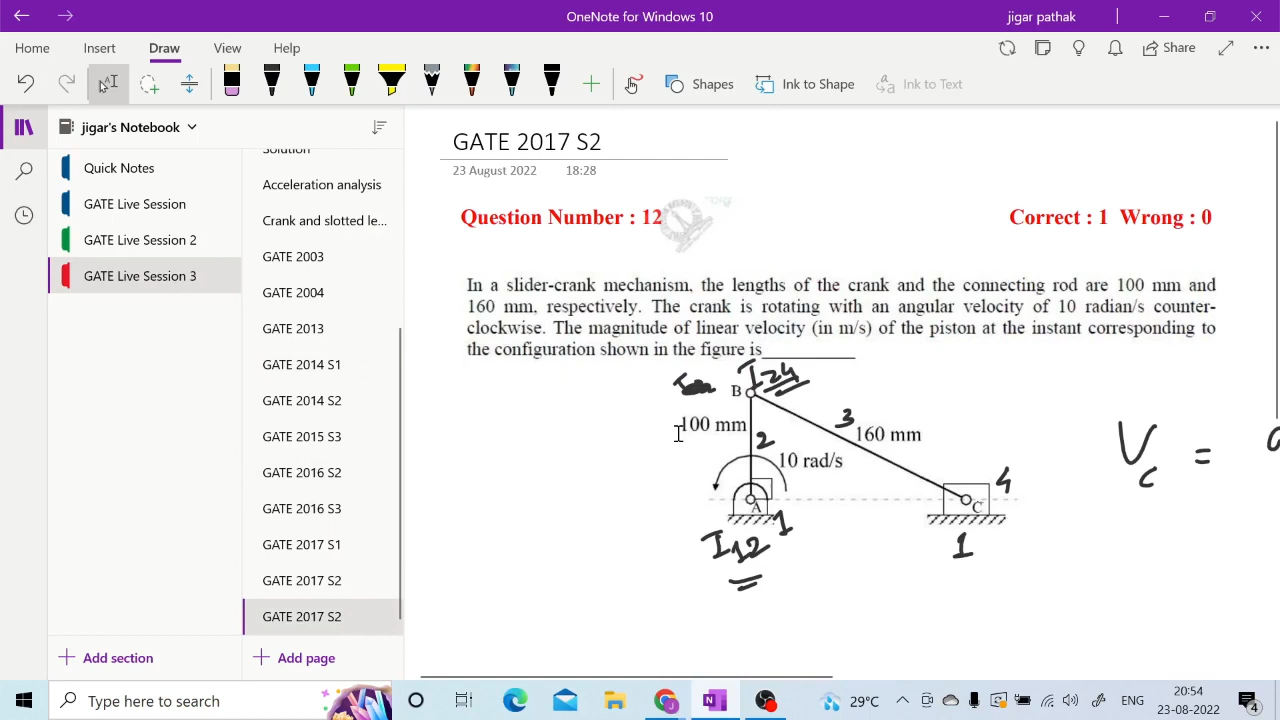 OneNote for Windows 10
jigar pathak
Home Insert Draw View Help
Share
Shapes
Ink to Shape
Ink to Text
jigar's Notebook
Quick Notes
GATE Live Session
GATE Live Session 2
GATE Live Session 3
Add section
Solution
Acceleration analysis
Crank and slotted le...
GATE 2003
GATE 2004
GATE 2013
GATE 2014 S1
GATE 2014 S2
GATE 2015 S3
GATE 2016 S2
GATE 2016 S3
GATE 2017 S1
GATE 2017 S2
GATE 2017 S2
Add page
GATE 2017 S2
23 August 2022 18:28
Question Number : 12
Correct : 1 Wrong : 0
In a slider-crank mechanism, the lengths of the crank and the connecting rod are 100 mm and
160 mm, respectively. The crank is rotating with an angular velocity of 10 radian/s counter-
clockwise. The magnitude of linear velocity (in m/s) of the piston at the instant corresponding to
the configuration shown in the figure is
B
I24
100 mm
2
3
160 mm
10 rad/s
A
1
I12
C
4
1
Vc =
Type here to search
29°C
ENG
20:54
23-08-2022
4